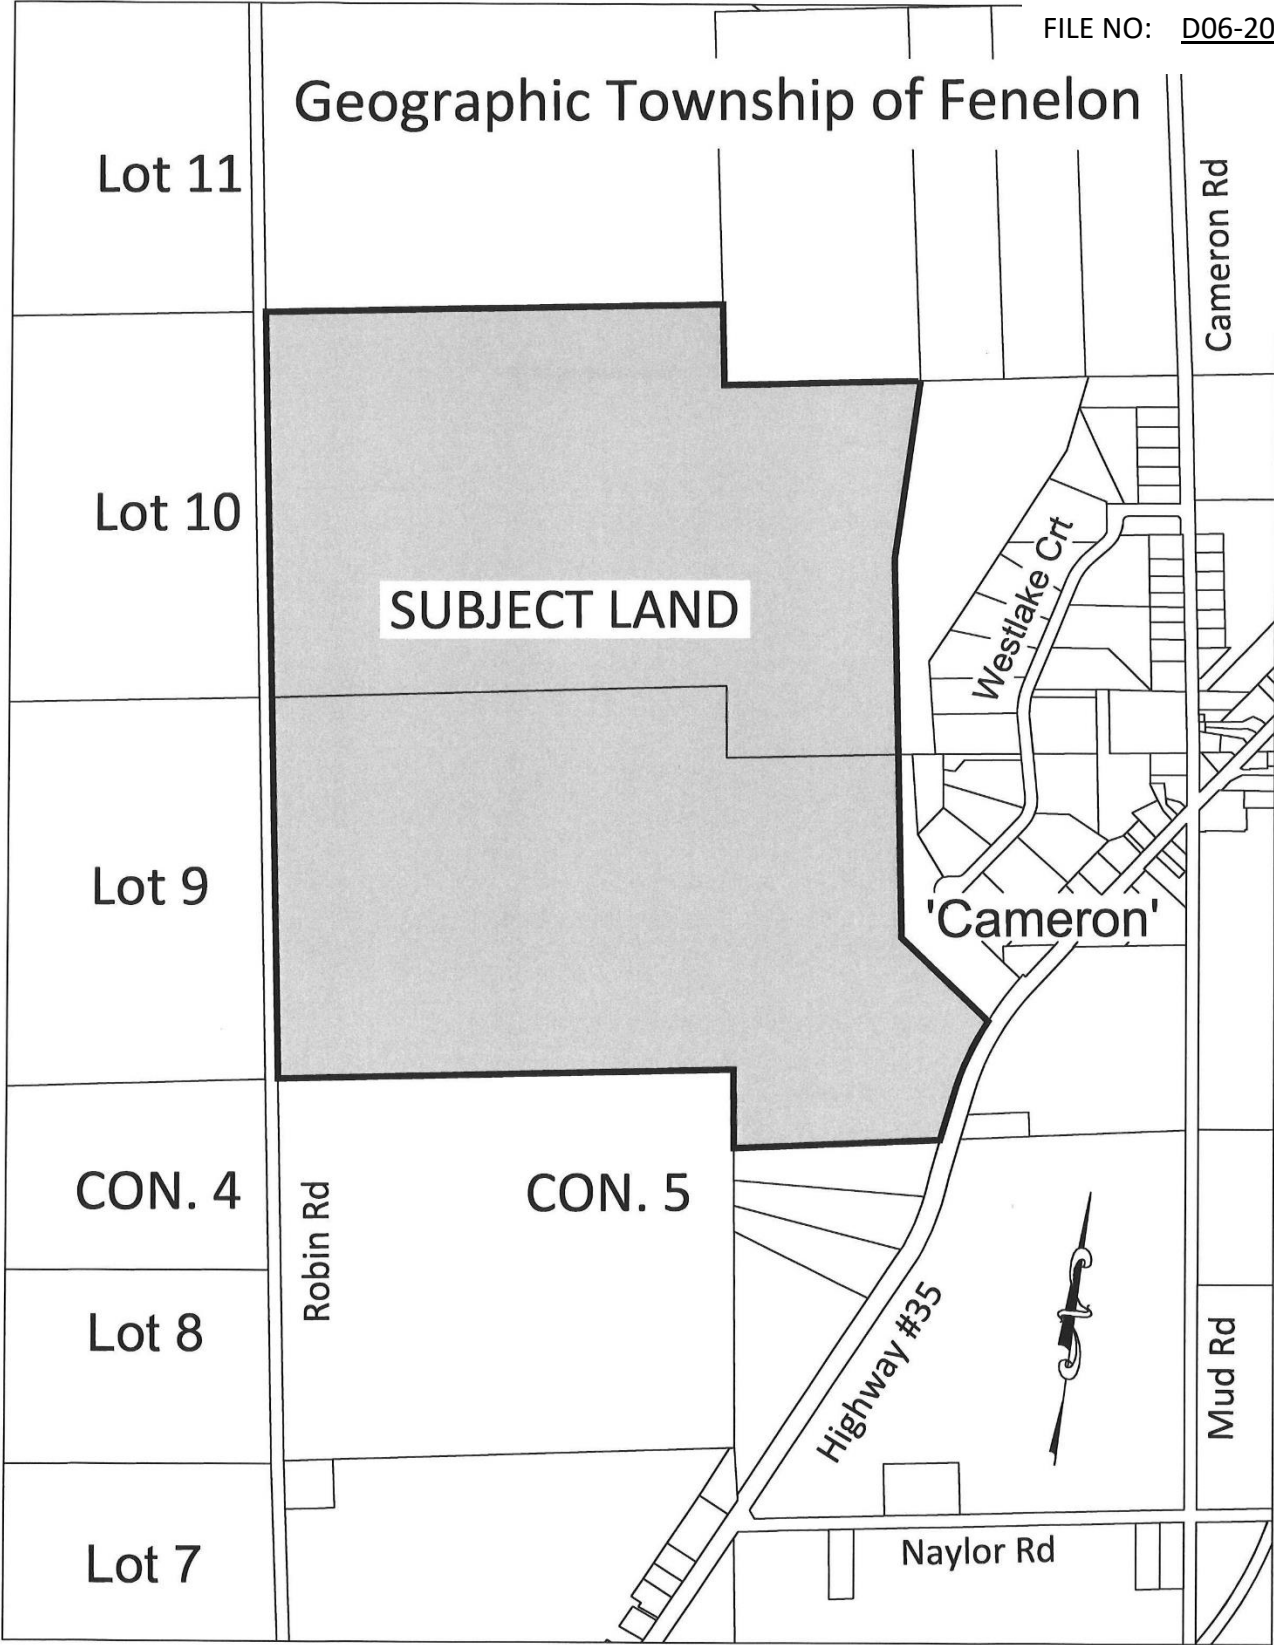 FILE NO: D06-20
Geographic Township of Fenelon
Lot 11
Cameron Rd
Lot 10
Westlake Crt
SUBJECT LAND
Lot 9
'Cameron'
CON. 4
CON. 5
Robin Rd
Lot 8
Highway #35
Mud Rd
Naylor Rd
Lot 7